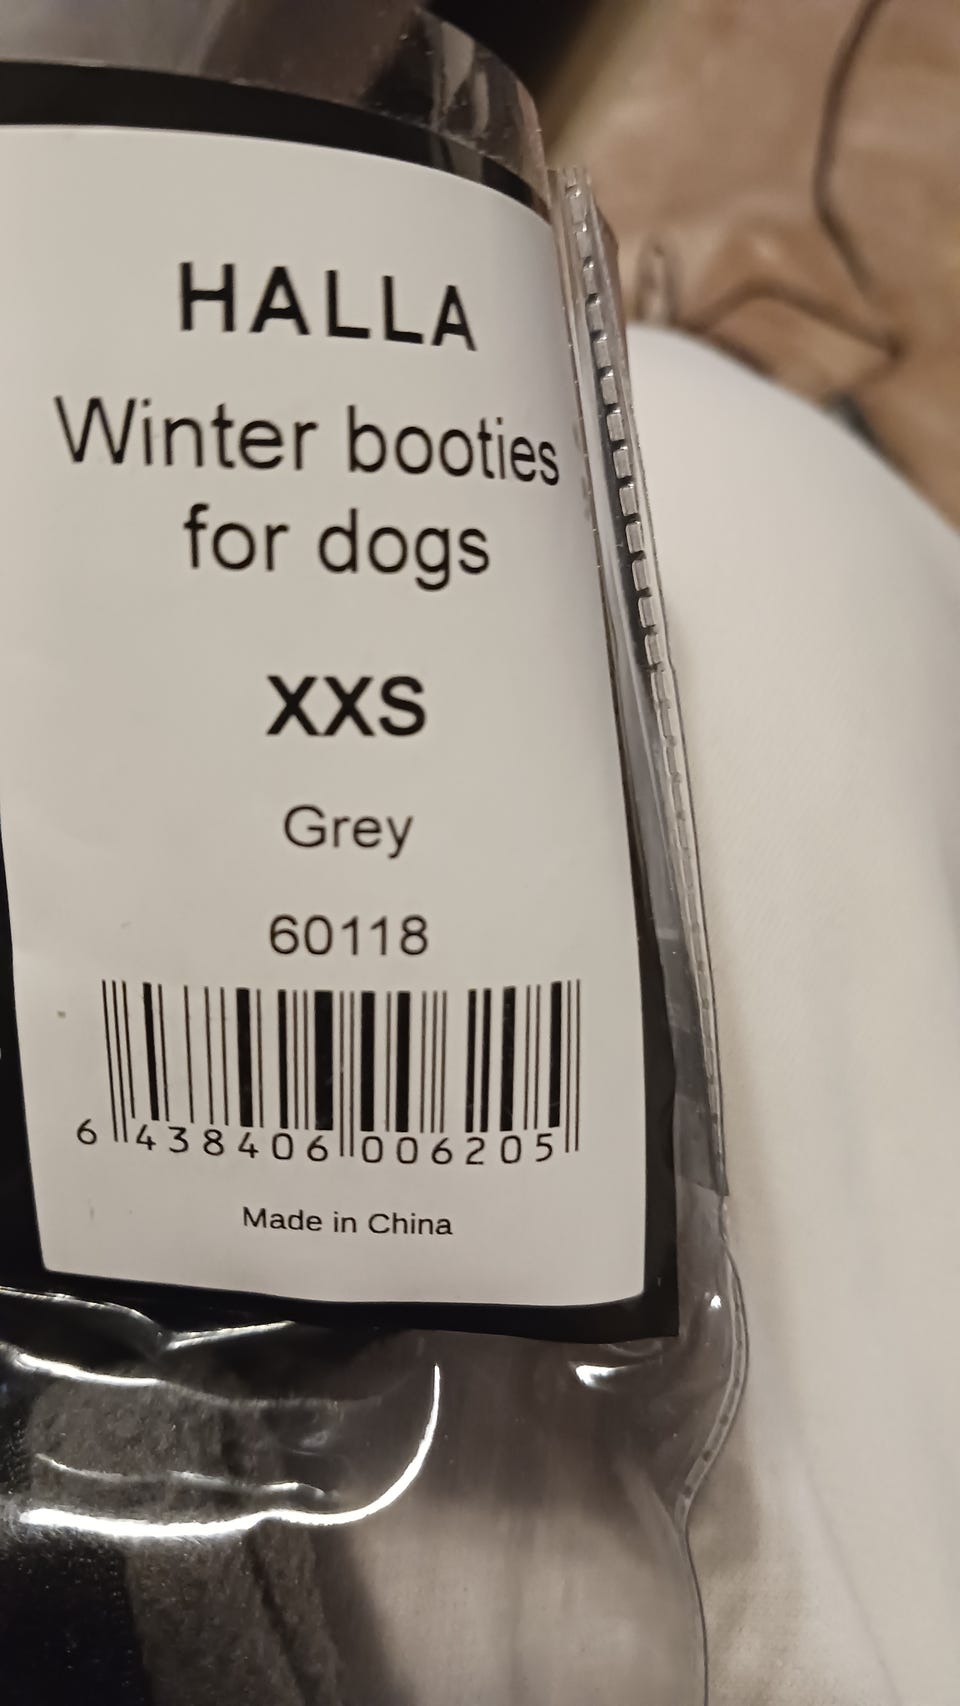 HALLA
Winter booties
for dogs
XXS
Grey
60118
6 438406 006205
Made in China